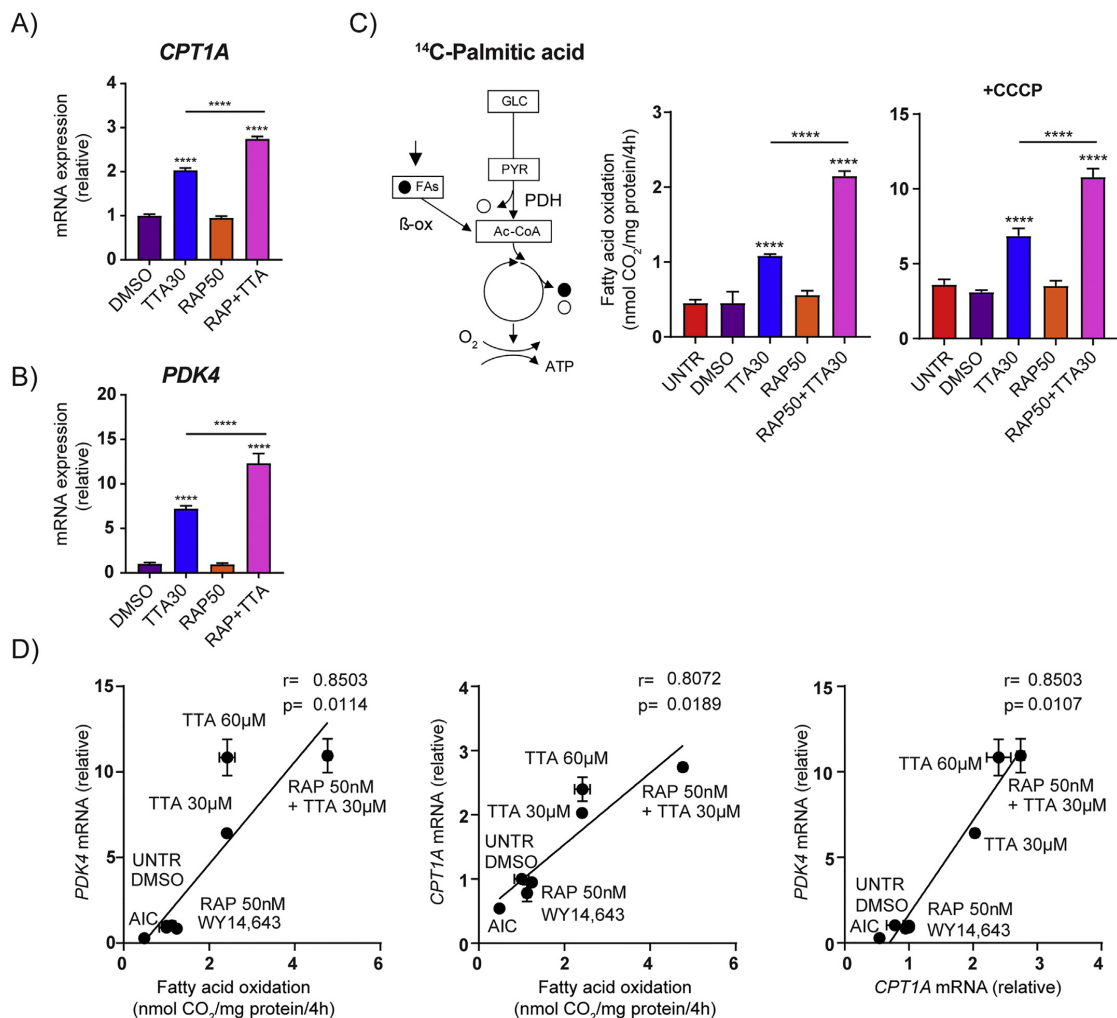 A)
CPT1A
mRNA expression
(relative)
4
3
2
1
0
****
****
****
DMSO
TTA30
RAP50
RAP+TTA
B)
PDK4
mRNA expression
(relative)
20
15
10
5
0
****
****
****
DMSO
TTA30
RAP50
RAP+TTA
C)
¹⁴C-Palmitic acid
GLC
PYR
FAs
PDH
ß-ox
Ac-CoA
O₂
ATP
Fatty acid oxidation
(nmol CO₂/mg protein/4h)
3
2
1
0
****
****
****
UNTR
DMSO
TTA30
RAP50
RAP50+TTA30
+CCCP
15
10
5
0
****
****
****
UNTR
DMSO
TTA30
RAP50
RAP50+TTA30
D)
r= 0.8503
p= 0.0114
PDK4 mRNA (relative)
15
10
5
0
TTA 60µM
TTA 30µM
RAP 50nM
+ TTA 30µM
UNTR
DMSO
AIC
RAP 50nM
WY14,643
0 2 4 6
Fatty acid oxidation
(nmol CO₂/mg protein/4h)
r= 0.8072
p= 0.0189
CPT1A mRNA (relative)
4
3
2
1
0
TTA 60µM
TTA 30µM
RAP 50nM
+ TTA 30µM
UNTR
DMSO
AIC
RAP 50nM
WY14,643
0 2 4 6
Fatty acid oxidation
(nmol CO₂/mg protein/4h)
r= 0.8503
p= 0.0107
PDK4 mRNA (relative)
15
10
5
0
TTA 60µM
RAP 50nM
+ TTA 30µM
TTA 30µM
UNTR
DMSO
AIC
RAP 50nM
WY14,643
0 1 2 3 4
CPT1A mRNA (relative)